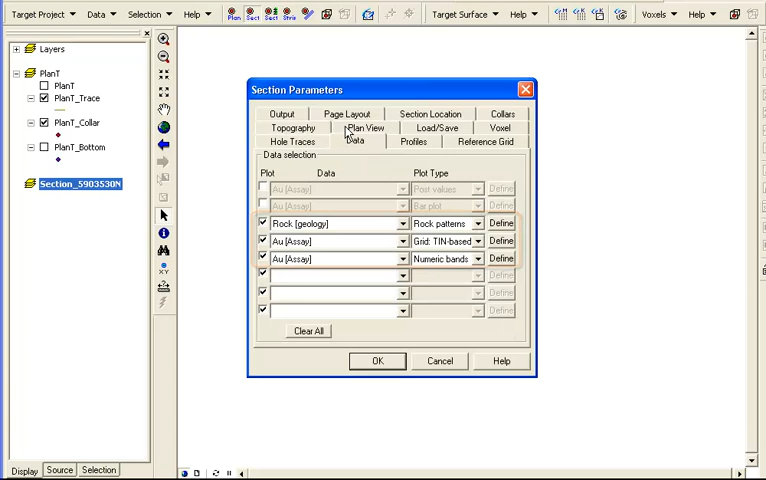 Target Project Data Selection Help Plan Sect Sect Strip Target Surface Help Voxels Help
Layers
PlanT
PlanT
PlanT_Trace
PlanT_Collar
PlanT_Bottom
Section_5903530N
Display Source Selection
Section Parameters
Output Page Layout Section Location Collars
Topography Plan View Load/Save Voxel
Hole Traces Data Profiles Reference Grid
Data selection
Plot Data Plot Type
Au [Assay] Post values Define
Au [Assay] Bar plot Define
Rock [geology] Rock patterns Define
Au [Assay] Grid: TIN-based Define
Au [Assay] Numeric bands Define
Define
Define
Define
Clear All
OK Cancel Help